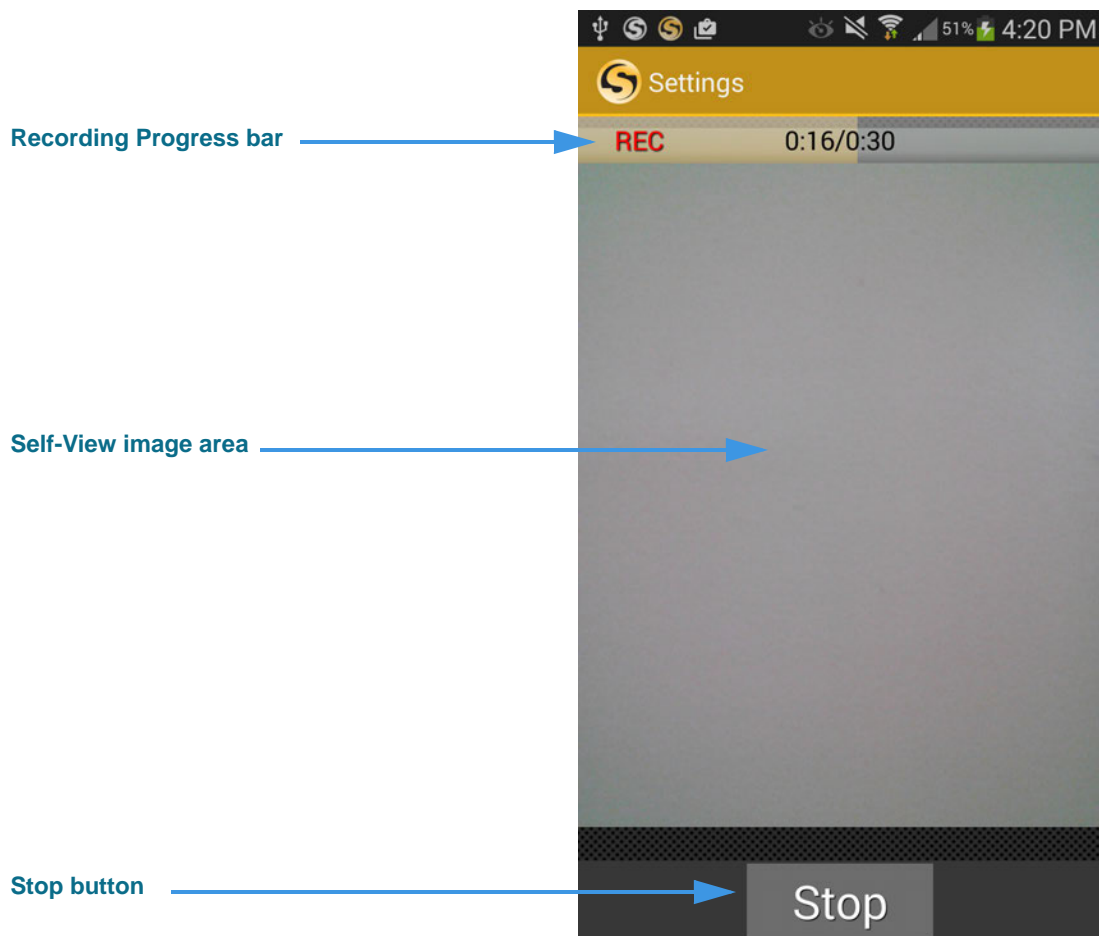 51% 4:20 PM
Settings
Recording Progress bar
REC 0:16/0:30
Self-View image area
Stop button
Stop